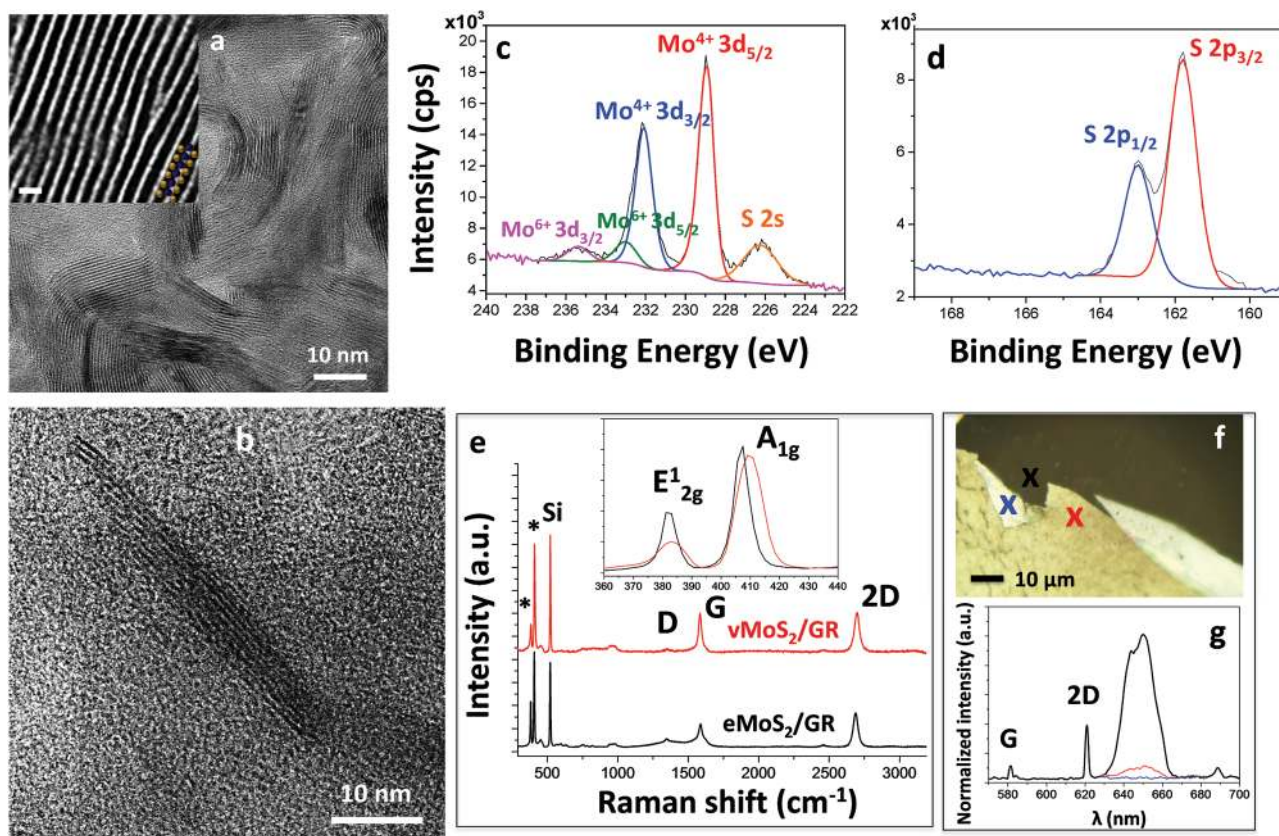 a
10 nm
b
10 nm
x10³
c
Mo⁴⁺ 3d₅/₂
Mo⁴⁺ 3d₃/₂
Mo⁶⁺ 3d₃/₂
Mo⁶⁺ 3d₅/₂
S 2s
20
18
16
14
12
10
8
6
4
240 238 236 234 232 230 229 228 226 224 222
Intensity (cps)
Binding Energy (eV)
x10³
d
S 2p₃/₂
S 2p₁/₂
10
8
6
4
2
168 165 163 162 160
Binding Energy (eV)
e
E¹₂g
A₁g
360 380 390 400 410 420 430 440
* * Si
D G 2D
vMoS₂/GR
eMoS₂/GR
Intensity (a.u.)
500 1000 1500 2000 2500 3000
Raman shift (cm⁻¹)
f
X X X
10 µm
g
G 2D
Normalized intensity (a.u.)
580 600 620 640 660 680 700
λ (nm)